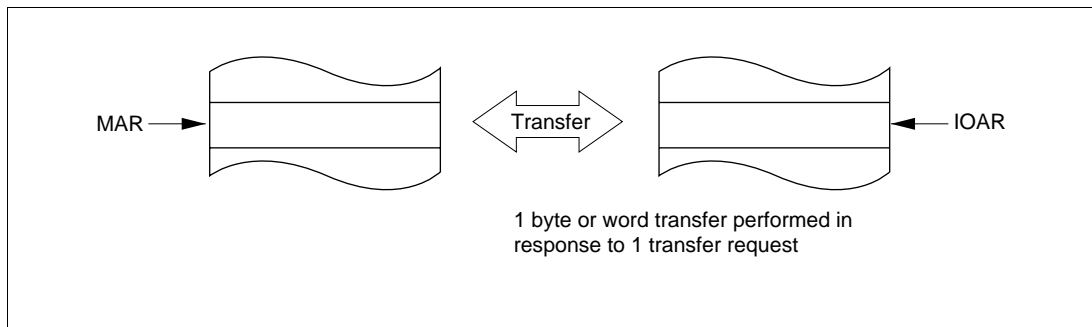 MAR
Transfer
IOAR
1 byte or word transfer performed in
response to 1 transfer request